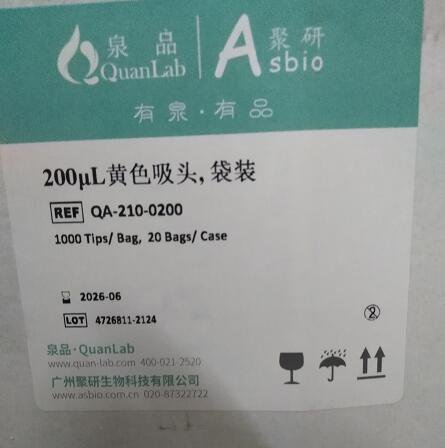 泉品 聚研
QuanLab Asbio
有泉·有品
200μL黄色吸头, 袋装
REF QA-210-0200
1000 Tips/ Bag, 20 Bags/ Case
2026-06
LOT 4726811-2124
泉品·QuanLab
www.quan-lab.com 400-021-2520
广州聚研生物科技有限公司
www.asbio.com.cn 020-87322722